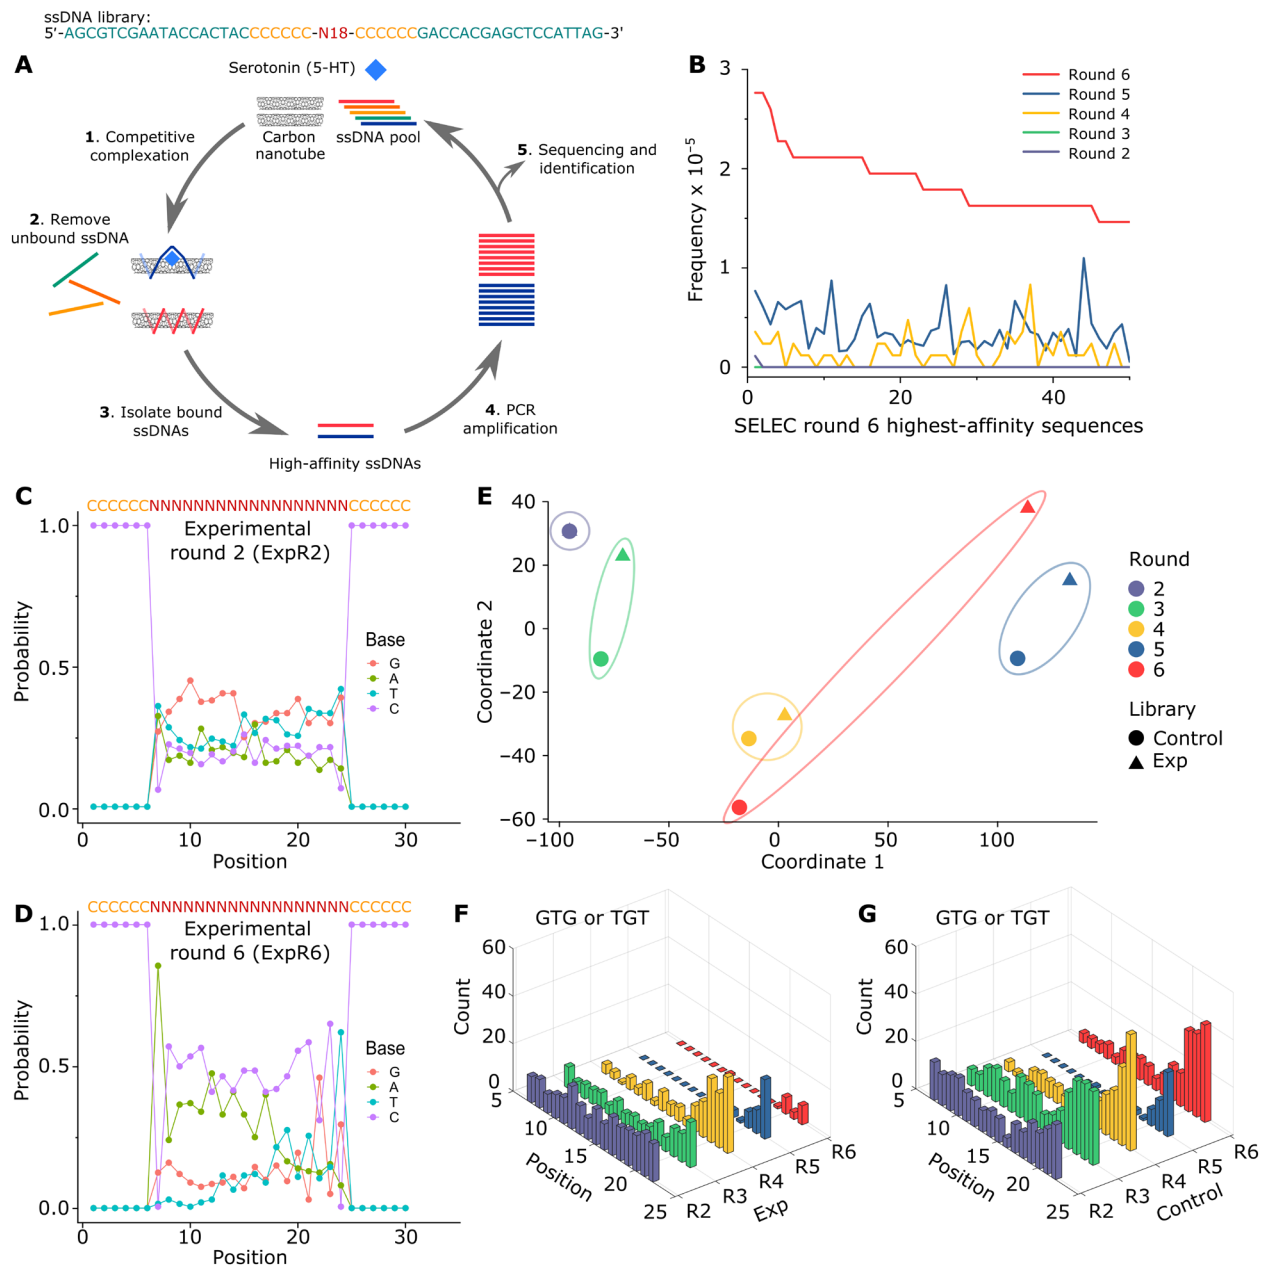 ssDNA library:
5′-AGCGTCGAATACCACTACCCCCCC-N18-CCCCCCGACCACGAGCTCCATTAG-3′
A
Serotonin (5-HT)
Carbon
nanotube
ssDNA pool
1. Competitive
complexation
2. Remove
unbound ssDNA
3. Isolate bound
ssDNAs
High-affinity ssDNAs
4. PCR
amplification
5. Sequencing and
identification
B
Frequency x 10⁻⁵
3
2
1
0
0
20
40
SELEC round 6 highest-affinity sequences
Round 6
Round 5
Round 4
Round 3
Round 2
C
CCCCCCNNNNNNNNNNNNNNNNNNCCCCCC
Experimental
round 2 (ExpR2)
Probability
1.0
0.5
0.0
0
10
20
30
Position
Base
G
A
T
C
D
CCCCCCNNNNNNNNNNNNNNNNNNCCCCCC
Experimental
round 6 (ExpR6)
Probability
1.0
0.5
0.0
0
10
20
30
Position
Base
G
A
T
C
E
Coordinate 2
40
20
0
−20
−40
−60
−100
−50
0
50
100
Coordinate 1
Round
2
3
4
5
6
Library
Control
Exp
F
GTG or TGT
Count
60
40
20
0
5
10
15
20
25
Position
R2
R3
R4
R5
R6
Exp
G
GTG or TGT
Count
60
40
20
0
5
10
15
20
25
Position
R2
R3
R4
R5
R6
Control